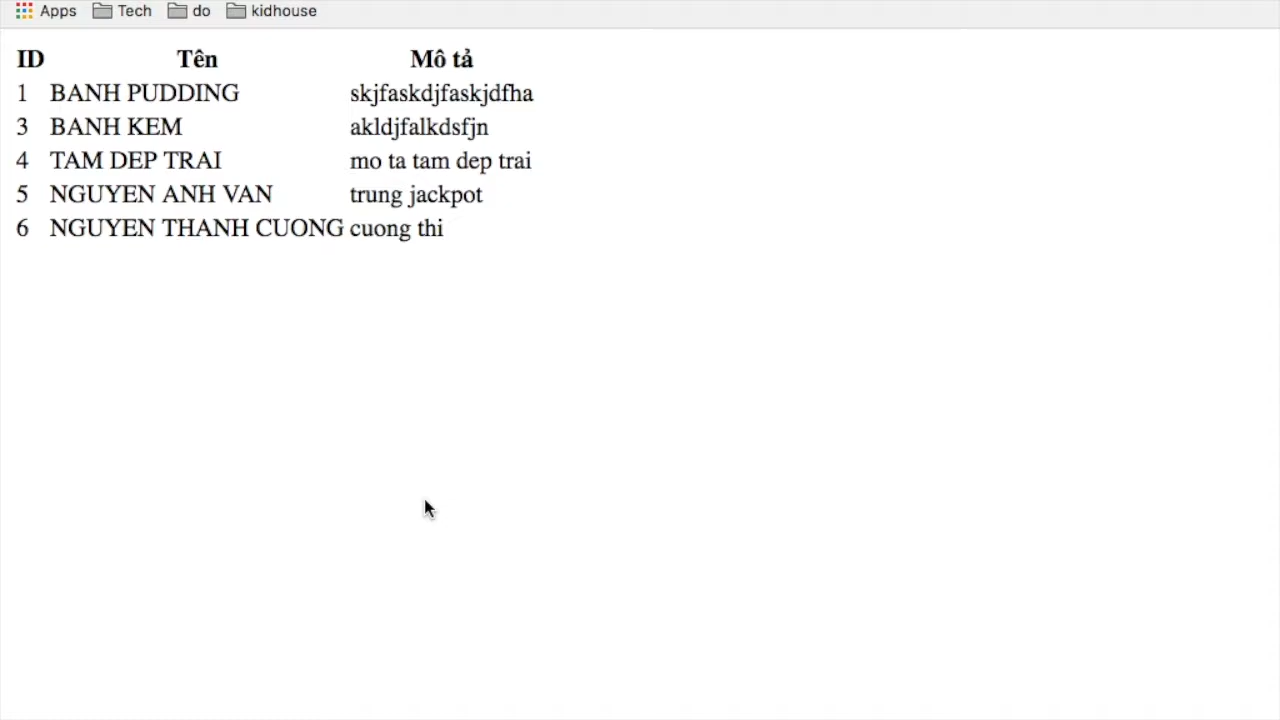 Apps Tech do kidhouse
ID Tên Mô tả
1 BANH PUDDING skjfaskdjfaskjdfha
3 BANH KEM akldjfalkdsfjn
4 TAM DEP TRAI mo ta tam dep trai
5 NGUYEN ANH VAN trung jackpot
6 NGUYEN THANH CUONG cuong thi